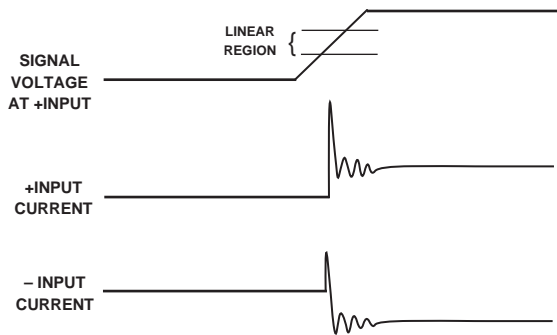 LINEAR
REGION
{
SIGNAL
VOLTAGE
AT +INPUT
+INPUT
CURRENT
– INPUT
CURRENT